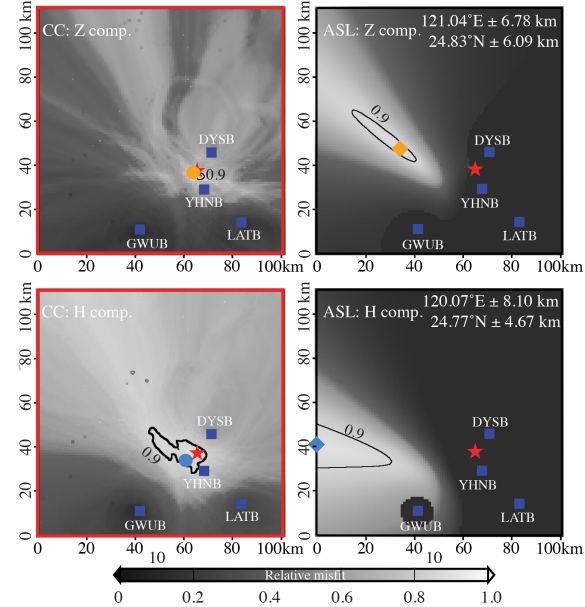 CC: Z comp.
100
80
60
40
20
0
DYSB
0.9
YHNB
GWUB
LATB
0 20 40 60 80 100km
ASL: Z comp.
121.04°E ± 6.78 km
24.83°N ± 6.09 km
100
80
60
40
20
0
0.9
DYSB
YHNB
GWUB
LATB
0 20 40 60 80 100km
CC: H comp.
100
80
60
40
20
0
DYSB
0.9
YHNB
GWUB
LATB
0 20 40 60 80 100km
ASL: H comp.
120.07°E ± 8.10 km
24.77°N ± 4.67 km
100
80
60
40
20
0
0.9
DYSB
YHNB
GWUB
LATB
0 20 40 60 80 100km
10 10
Relative misfit
0 0.2 0.4 0.6 0.8 1.0